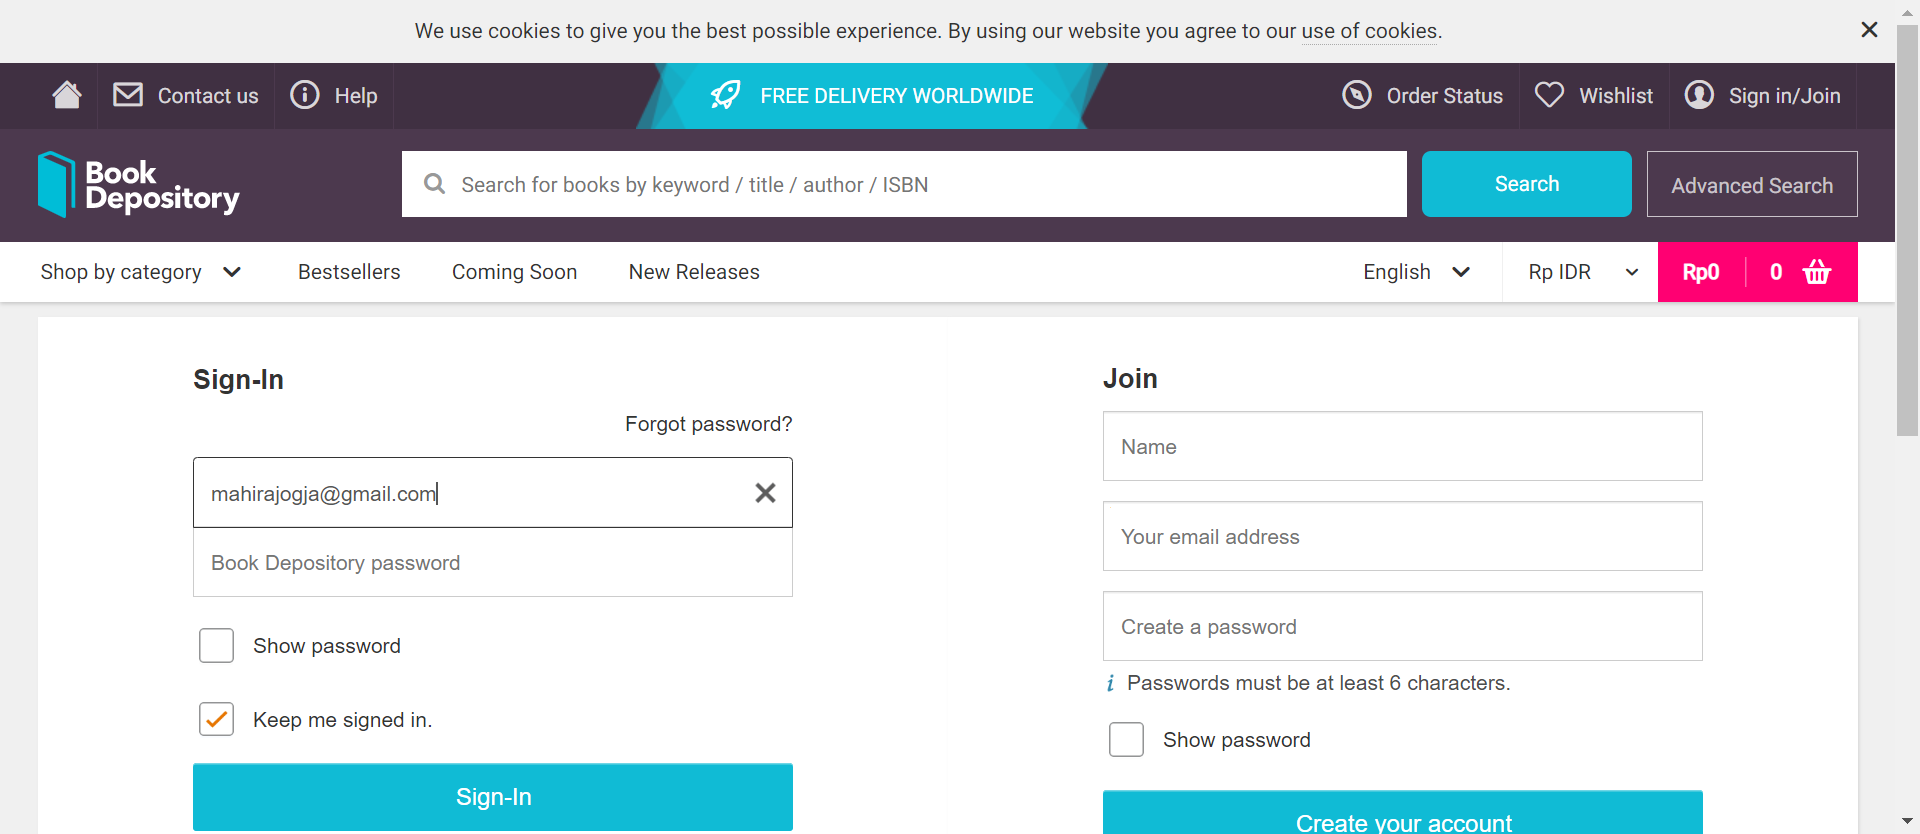 We use cookies to give you the best possible experience. By using our website you agree to our use of cookies.
Contact us
Help
FREE DELIVERY WORLDWIDE
Order Status
Wishlist
Sign in/Join
Book
Depository
Search for books by keyword / title / author / ISBN
Search
Advanced Search
Shop by category
Bestsellers
Coming Soon
New Releases
English
Rp IDR
Rp0
0
Sign-In
Forgot password?
mahirajogja@gmail.com
Book Depository password
Show password
Keep me signed in.
Sign-In
Join
Name
Your email address
Create a password
i Passwords must be at least 6 characters.
Show password
Create your account